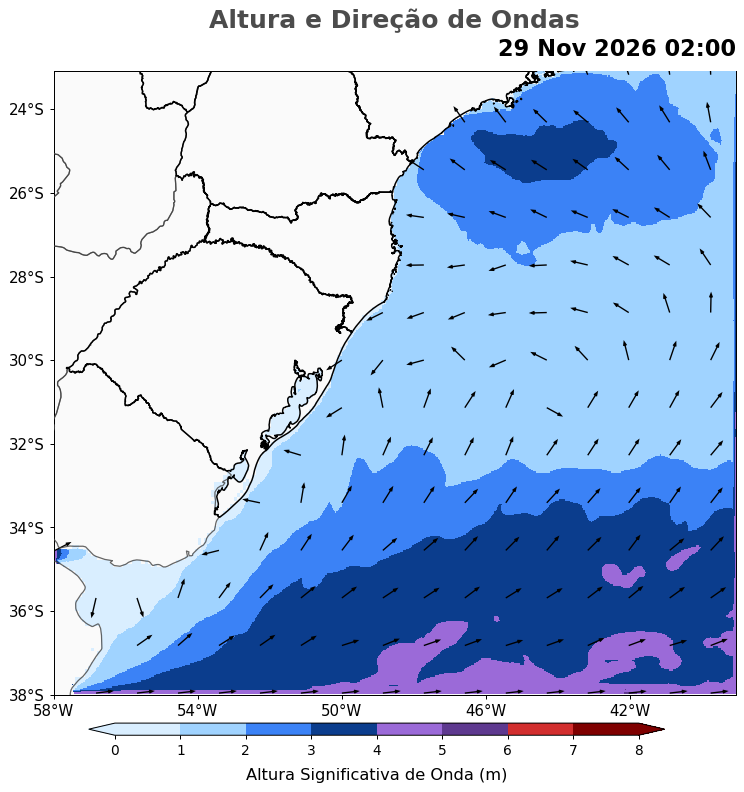 Altura e Direção de Ondas
29 Nov 2026 02:00
24°S
26°S
28°S
30°S
32°S
34°S
36°S
38°S
58°W 54°W 50°W 46°W 42°W
0 1 2 3 4 5 6 7 8
Altura Significativa de Onda (m)